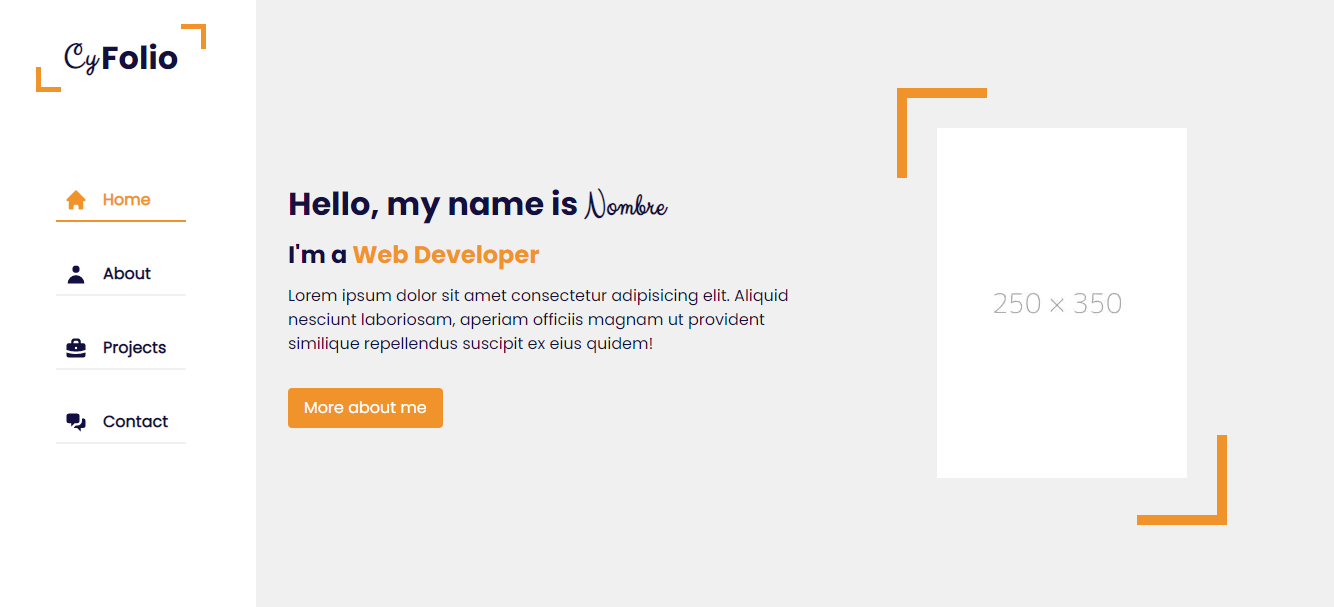 CyFolio
Home
About
Projects
Contact
Hello, my name is Nombre
I'm a Web Developer
Lorem ipsum dolor sit amet consectetur adipisicing elit. Aliquid
nesciunt laboriosam, aperiam officiis magnam ut provident
similique repellendus suscipit ex eius quidem!
More about me
250 × 350